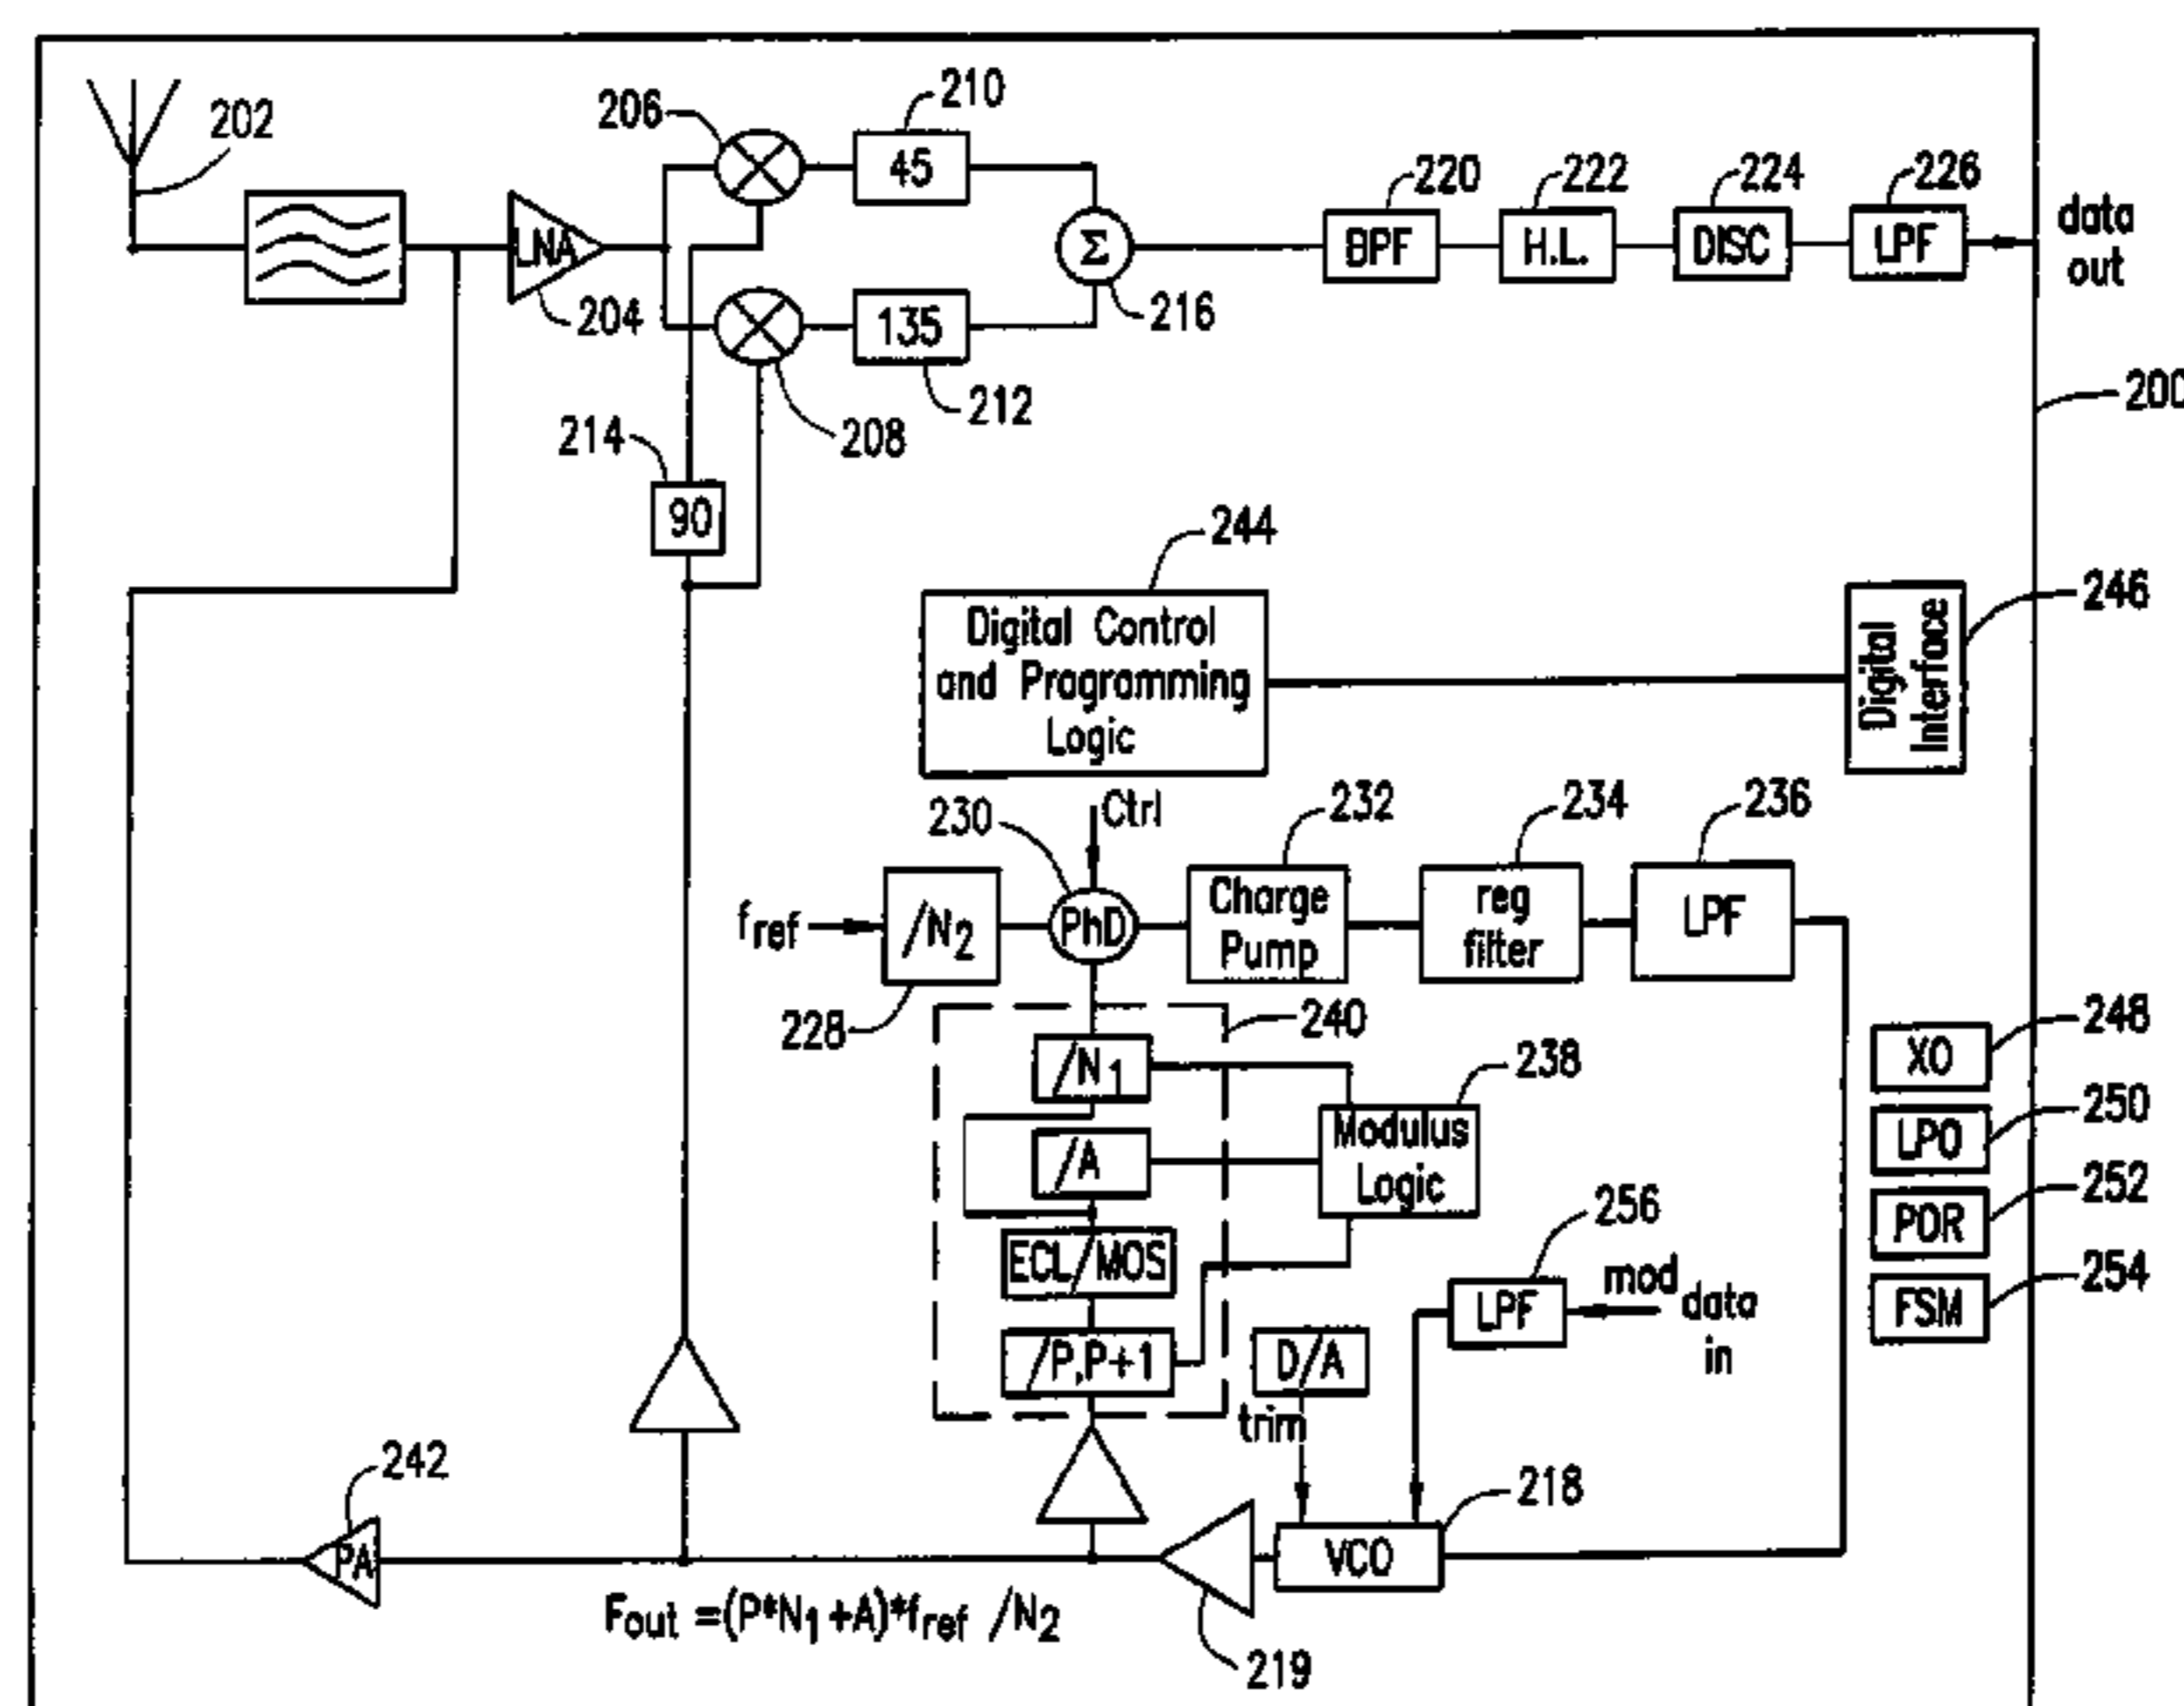 202
206
210
45
LNA
204
Σ
216
220
BPF
222
H.L.
224
DISC
226
LPF
data
out
135
212
208
214
90
200
244
Digital Control
and Programming
Logic
246
Digital
Interface
230
Ctrl
232
234
236
fref
/N2
PhD
Charge
Pump
reg
filter
LPF
228
240
/N1
238
Modulus
Logic
/A
ECL/MOS
/P,P+1
248
XO
250
LPO
252
POR
254
FSM
256
LPF
mod
data
in
D/A
trim
242
PA
218
VCO
219
Fout =(P*N1+A)*fref /N2